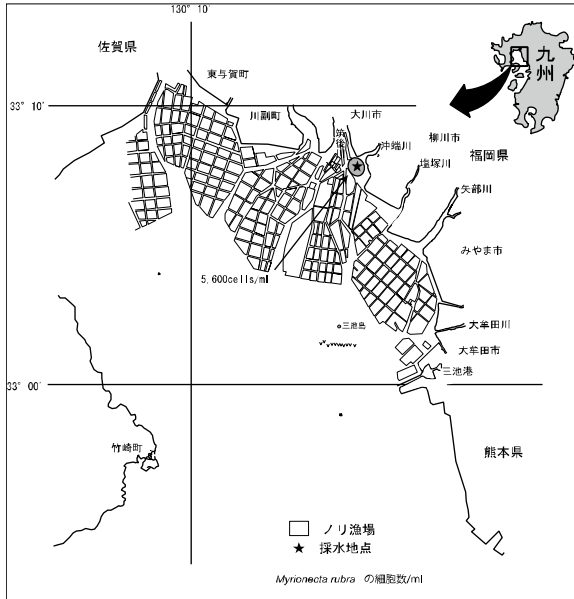 130° 10′
佐賀県
九州
東与賀町
33° 10′
川副町
大川市
筑後
沖端川
柳川市
福岡県
塩塚川
矢部川
みやま市
5,600cells/ml
三池島
大牟田川
大牟田市
三池港
33° 00′
竹崎町
熊本県
ノリ漁場
★ 採水地点
Myrionecta rubra の細胞数/ml